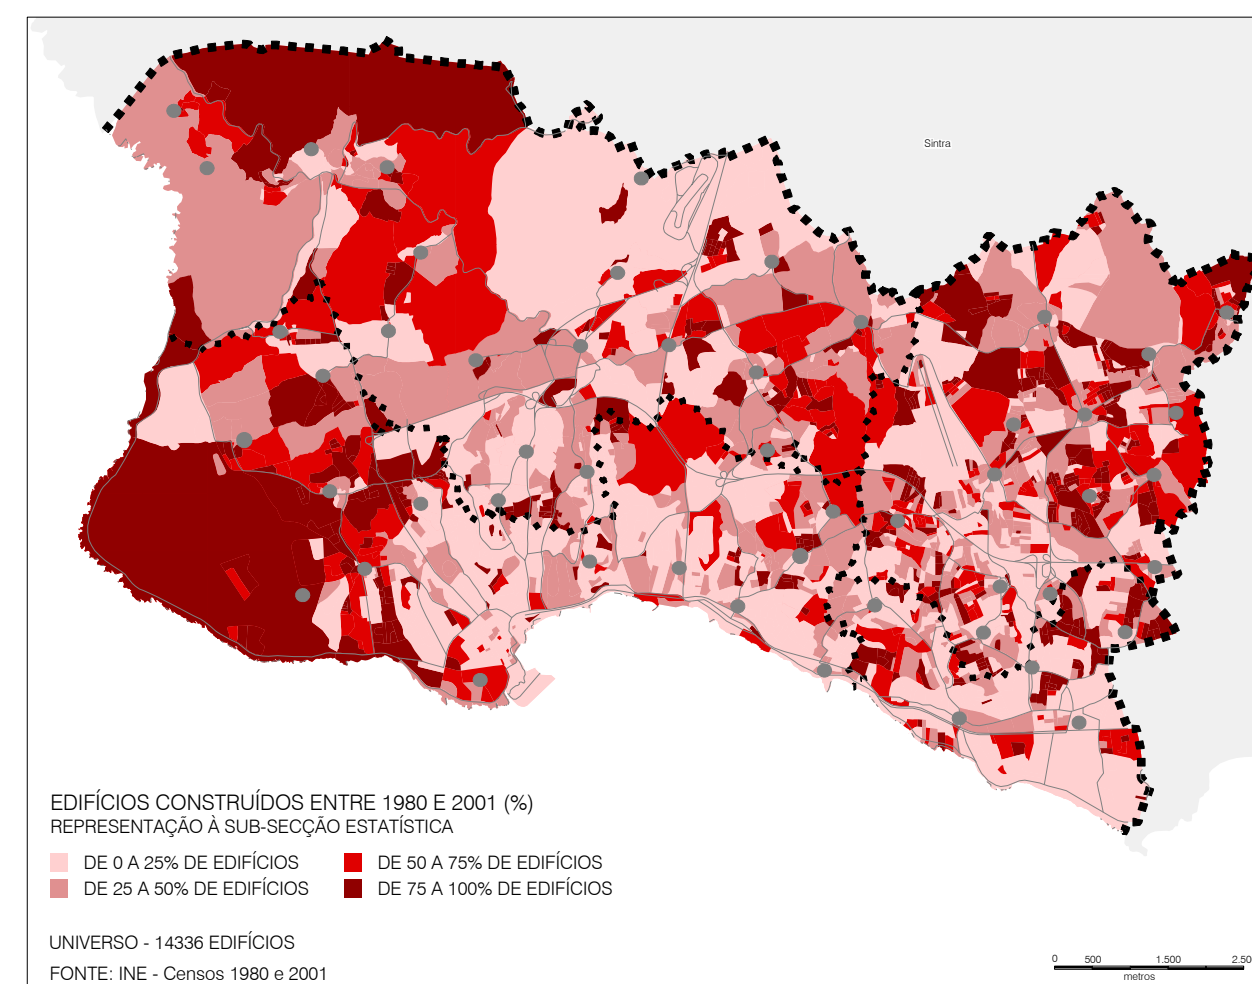 Sintra
EDIFÍCIOS CONSTRUÍDOS ENTRE 1980 E 2001 (%)
REPRESENTAÇÃO À SUB-SECÇÃO ESTATÍSTICA
DE 0 A 25% DE EDIFÍCIOS
DE 50 A 75% DE EDIFÍCIOS
DE 25 A 50% DE EDIFÍCIOS
DE 75 A 100% DE EDIFÍCIOS
UNIVERSO - 14336 EDIFÍCIOS
FONTE: INE - Censos 1980 e 2001
0 500 1.500 2.50
metros